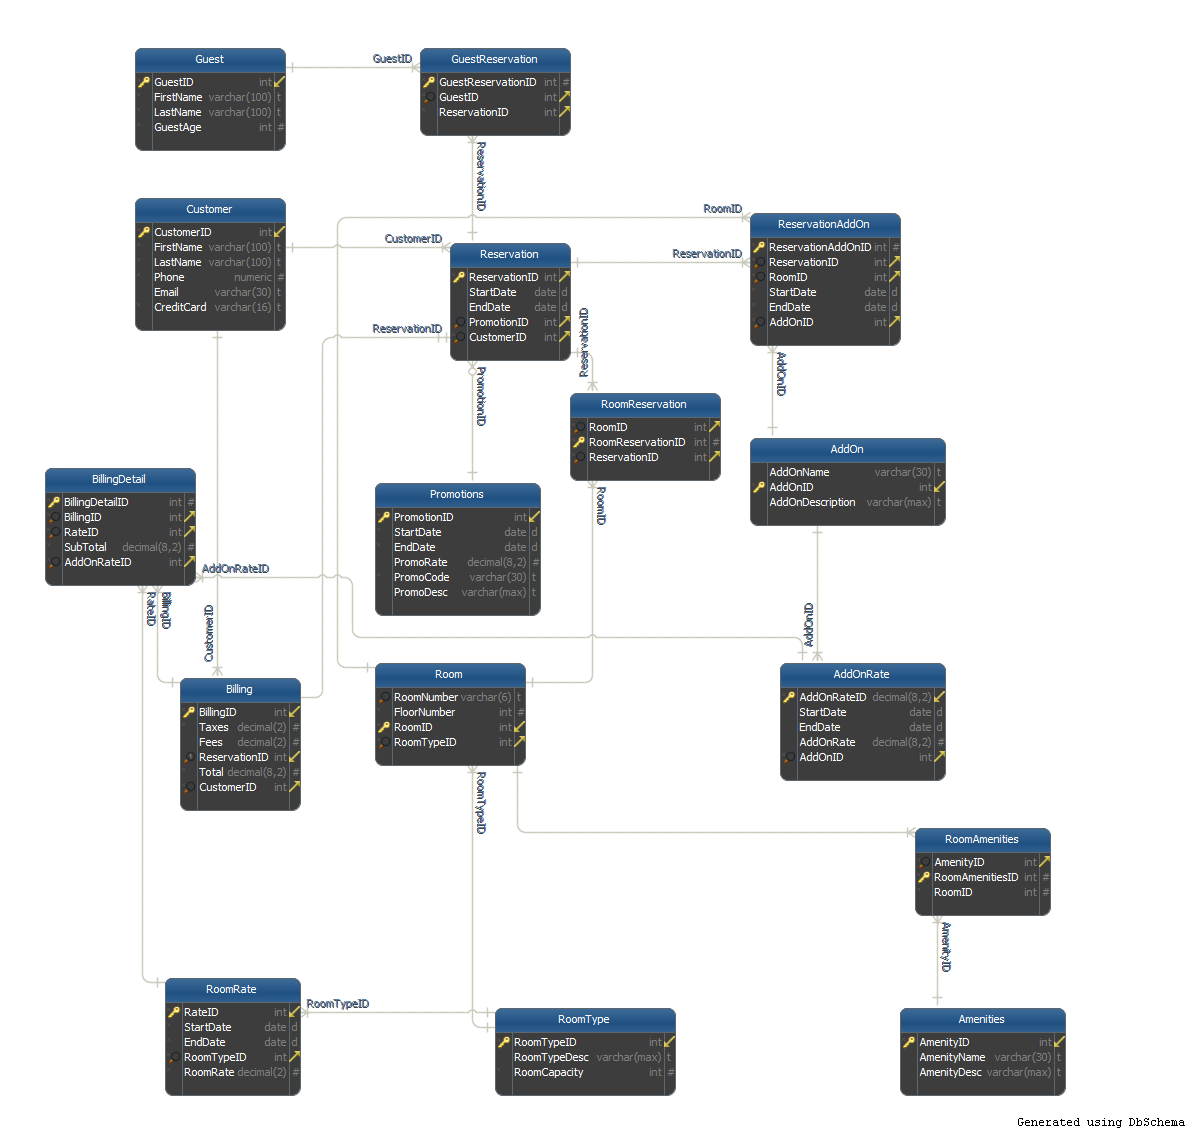 Guest
GuestID int
FirstName varchar(100) t
LastName varchar(100) t
GuestAge int #
GuestID
GuestReservation
GuestReservationID int #
GuestID int
ReservationID int
ReservationID
Customer
CustomerID int
FirstName varchar(100) t
LastName varchar(100) t
Phone numeric #
Email varchar(30) t
CreditCard varchar(16) t
CustomerID
Reservation
ReservationID int
StartDate date d
EndDate date d
PromotionID int
CustomerID int
RoomID
ReservationID
ReservationAddOn
ReservationAddOnID int #
ReservationID int
RoomID int
StartDate date d
EndDate date d
AddOnID int
ReservationID
ReservationID
PromotionID
AddOnID
RoomReservation
RoomID int
RoomReservationID int #
ReservationID int
RoomID
AddOn
AddOnName varchar(30) t
AddOnID int
AddOnDescription varchar(max) t
BillingDetail
BillingDetailID int #
BillingID int
RateID int
SubTotal decimal(8,2) #
AddOnRateID int
AddOnRateID
RateID
BillingID
CustomerID
Promotions
PromotionID int
StartDate date d
EndDate date d
PromoRate decimal(8,2) #
PromoCode varchar(30) t
PromoDesc varchar(max) t
AddOnID
Billing
BillingID int
Taxes decimal(2) #
Fees decimal(2) #
ReservationID int
Total decimal(8,2) #
CustomerID int
Room
RoomNumber varchar(6) t
FloorNumber int #
RoomID int
RoomTypeID int
RoomTypeID
AddOnRate
AddOnRateID decimal(8,2)
StartDate date d
EndDate date d
AddOnRate decimal(8,2) #
AddOnID int
RoomAmenities
AmenityID int
RoomAmenitiesID int #
RoomID int #
AmenityID
RoomRate
RateID int
StartDate date d
EndDate date d
RoomTypeID int
RoomRate decimal(2) #
RoomTypeID
RoomType
RoomTypeID int
RoomTypeDesc varchar(max) t
RoomCapacity int #
Amenities
AmenityID int
AmenityName varchar(30) t
AmenityDesc varchar(max) t
Generated using DbSchema